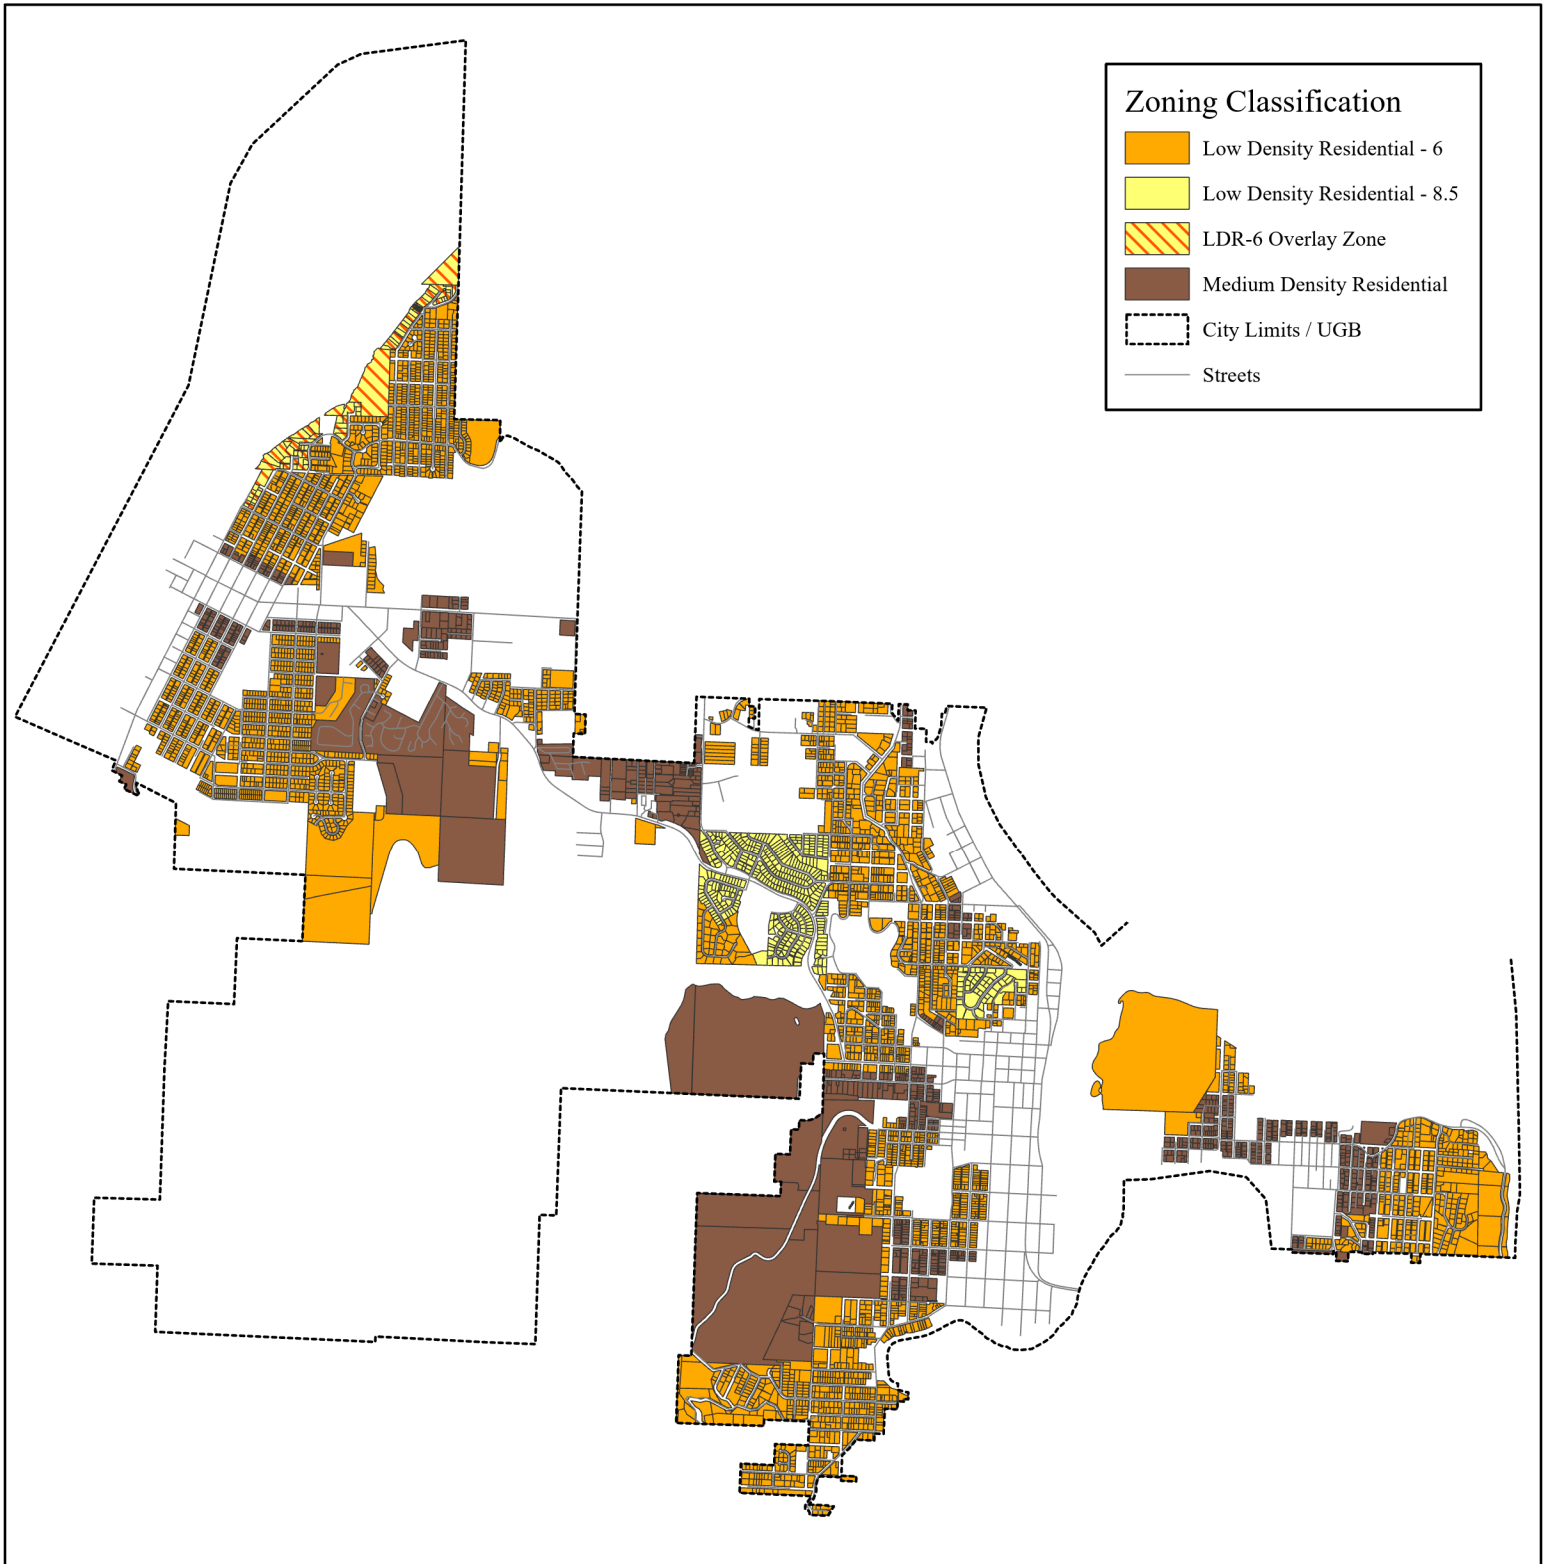 Zoning Classification
Low Density Residential - 6
Low Density Residential - 8.5
LDR-6 Overlay Zone
Medium Density Residential
City Limits / UGB
Streets